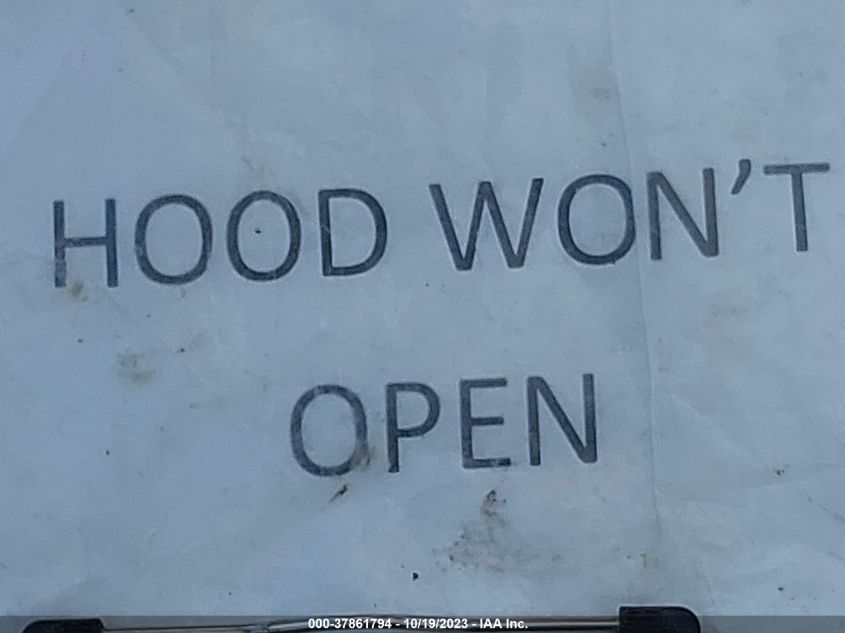 HOOD WON'T
OPEN
000-37861794 - 10/19/2023 - IAA Inc.